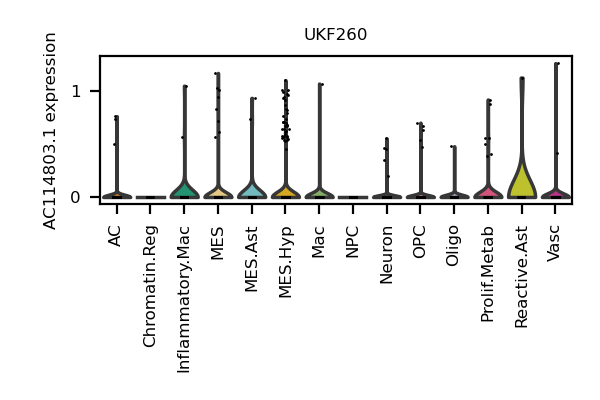 UKF260
AC114803.1 expression
1
0
AC
Chromatin.Reg
Inflammatory.Mac
MES
MES.Ast
MES.Hyp
Mac
NPC
Neuron
OPC
Oligo
Prolif.Metab
Reactive.Ast
Vasc